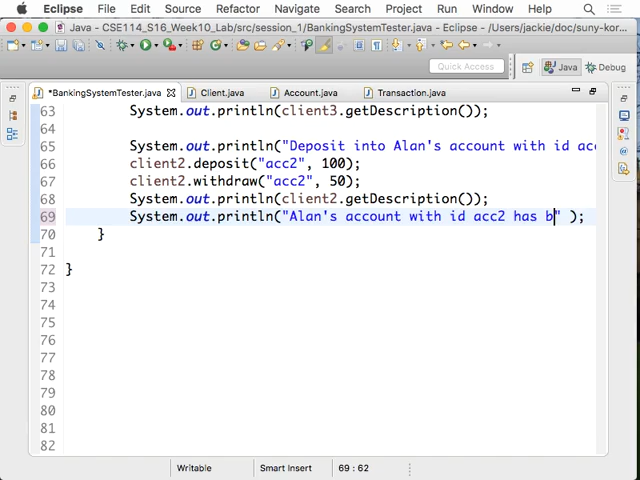 Eclipse File Edit Source Refactor Navigate Search Project Run Window Help
Java - CSE114_S16_Week10_Lab/src/session_1/BankingSystemTester.java - Eclipse - /Users/jackie/doc/suny-kor...
Quick Access
Java
Debug
*BankingSystemTester.java Client.java Account.java Transaction.java
63 System.out.println(client3.getDescription());
64
65 System.out.println("Deposit into Alan's account with id acc
66 client2.deposit("acc2", 100);
67 client2.withdraw("acc2", 50);
68 System.out.println(client2.getDescription());
69 System.out.println("Alan's account with id acc2 has b" );
70 }
71
72 }
73
74
75
76
77
78
79
80
81
82
Writable Smart Insert 69 : 62